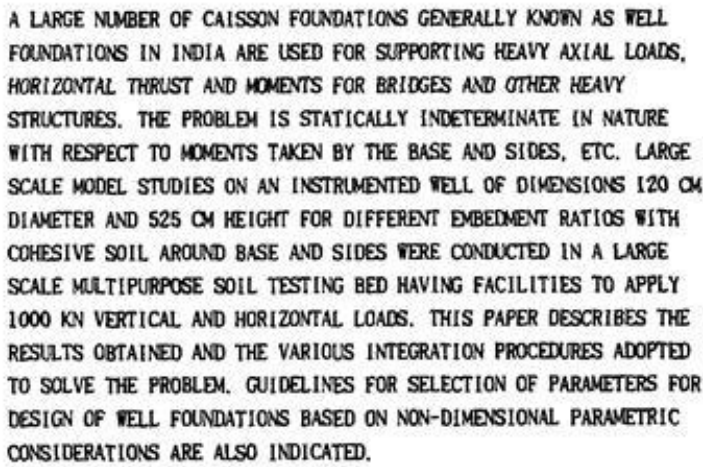 A LARGE NUMBER OF CAISSON FOUNDATIONS GENERALLY KNOWN AS WELL
FOUNDATIONS IN INDIA ARE USED FOR SUPPORTING HEAVY AXIAL LOADS,
HORIZONTAL THRUST AND MOMENTS FOR BRIDGES AND OTHER HEAVY
STRUCTURES. THE PROBLEM IS STATICALLY INDETERMINATE IN NATURE
WITH RESPECT TO MOMENTS TAKEN BY THE BASE AND SIDES, ETC. LARGE
SCALE MODEL STUDIES ON AN INSTRUMENTED WELL OF DIMENSIONS 120 CM
DIAMETER AND 525 CM HEIGHT FOR DIFFERENT EMBEDMENT RATIOS WITH
COHESIVE SOIL AROUND BASE AND SIDES WERE CONDUCTED IN A LARGE
SCALE MULTIPURPOSE SOIL TESTING BED HAVING FACILITIES TO APPLY
1000 KN VERTICAL AND HORIZONTAL LOADS. THIS PAPER DESCRIBES THE
RESULTS OBTAINED AND THE VARIOUS INTEGRATION PROCEDURES ADOPTED
TO SOLVE THE PROBLEM. GUIDELINES FOR SELECTION OF PARAMETERS FOR
DESIGN OF WELL FOUNDATIONS BASED ON NON-DIMENSIONAL PARAMETRIC
CONSIDERATIONS ARE ALSO INDICATED.